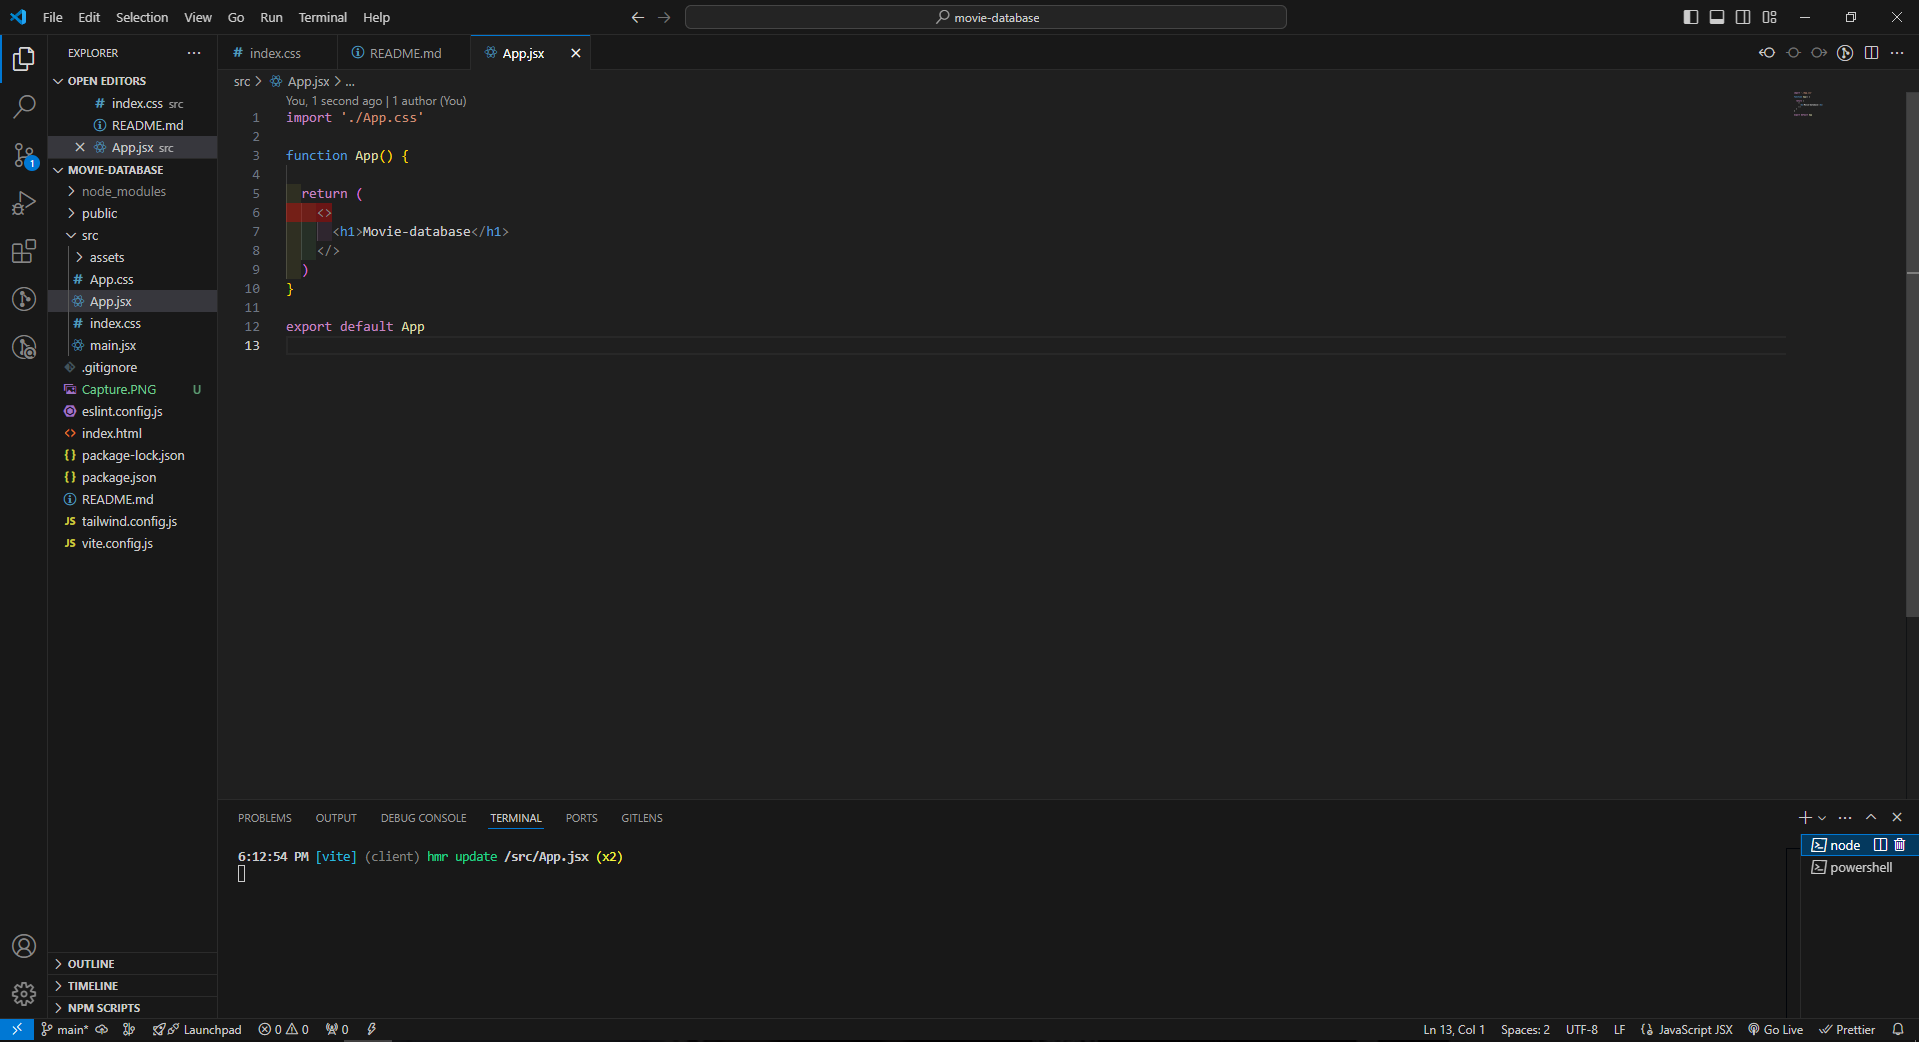 File Edit Selection View Go Run Terminal Help
movie-database
EXPLORER
OPEN EDITORS
# index.css src
README.md
App.jsx src
MOVIE-DATABASE
node_modules
public
src
assets
# App.css
App.jsx
# index.css
main.jsx
.gitignore
Capture.PNG U
eslint.config.js
<> index.html
{} package-lock.json
{} package.json
README.md
JS tailwind.config.js
JS vite.config.js
OUTLINE
TIMELINE
NPM SCRIPTS
1
# index.css
README.md
App.jsx
src > App.jsx > ...
You, 1 second ago | 1 author (You)
1 import './App.css'
2
3 function App() {
4
5 return (
6 <>
7 <h1>Movie-database</h1>
8 </>
9 )
10 }
11
12 export default App
13
PROBLEMS OUTPUT DEBUG CONSOLE TERMINAL PORTS GITLENS
6:12:54 PM [vite] (client) hmr update /src/App.jsx (x2)
node
powershell
main* Launchpad 0 0 0
Ln 13, Col 1 Spaces: 2 UTF-8 LF {} JavaScript JSX Go Live Prettier